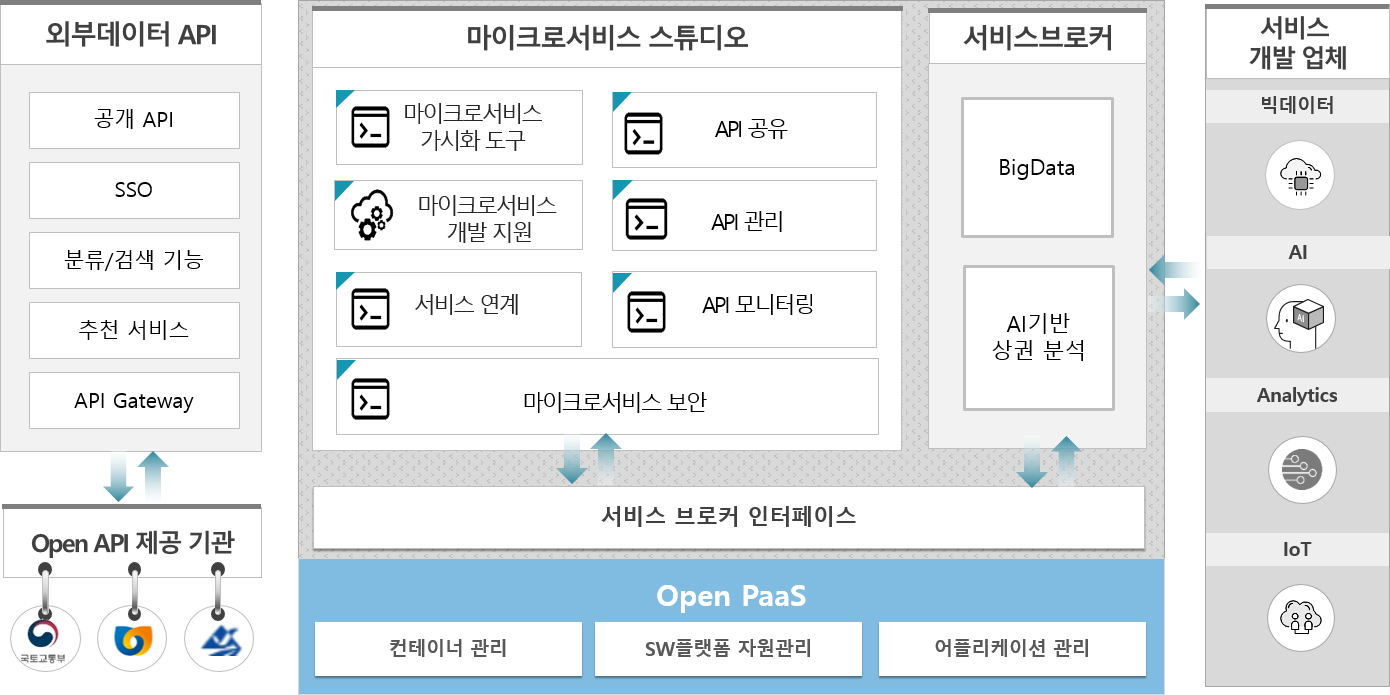 외부데이터 API
공개 API
SSO
분류/검색 기능
추천 서비스
API Gateway
Open API 제공 기관
국토교통부
마이크로서비스 스튜디오
마이크로서비스
가시화 도구
API 공유
마이크로서비스
개발 지원
API 관리
서비스 연계
API 모니터링
마이크로서비스 보안
서비스브로커
BigData
AI기반
상권 분석
서비스 브로커 인터페이스
Open PaaS
컨테이너 관리
SW플랫폼 자원관리
어플리케이션 관리
서비스
개발 업체
빅데이터
AI
AI
Analytics
IoT